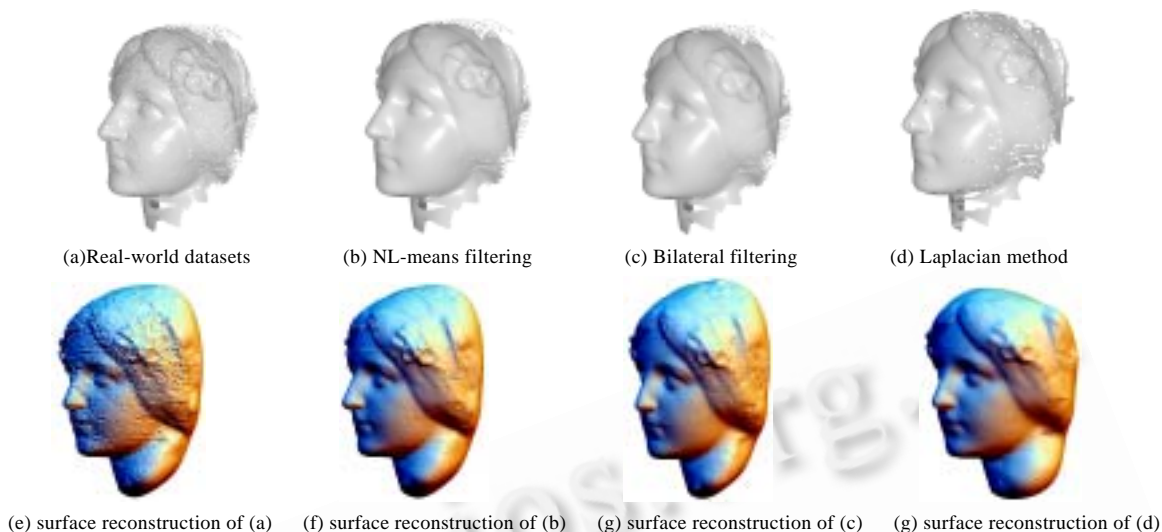 (a)Real-world datasets
(b) NL-means filtering
(c) Bilateral filtering
(d) Laplacian method
(e) surface reconstruction of (a)
(f) surface reconstruction of (b)
(g) surface reconstruction of (c)
(g) surface reconstruction of (d)